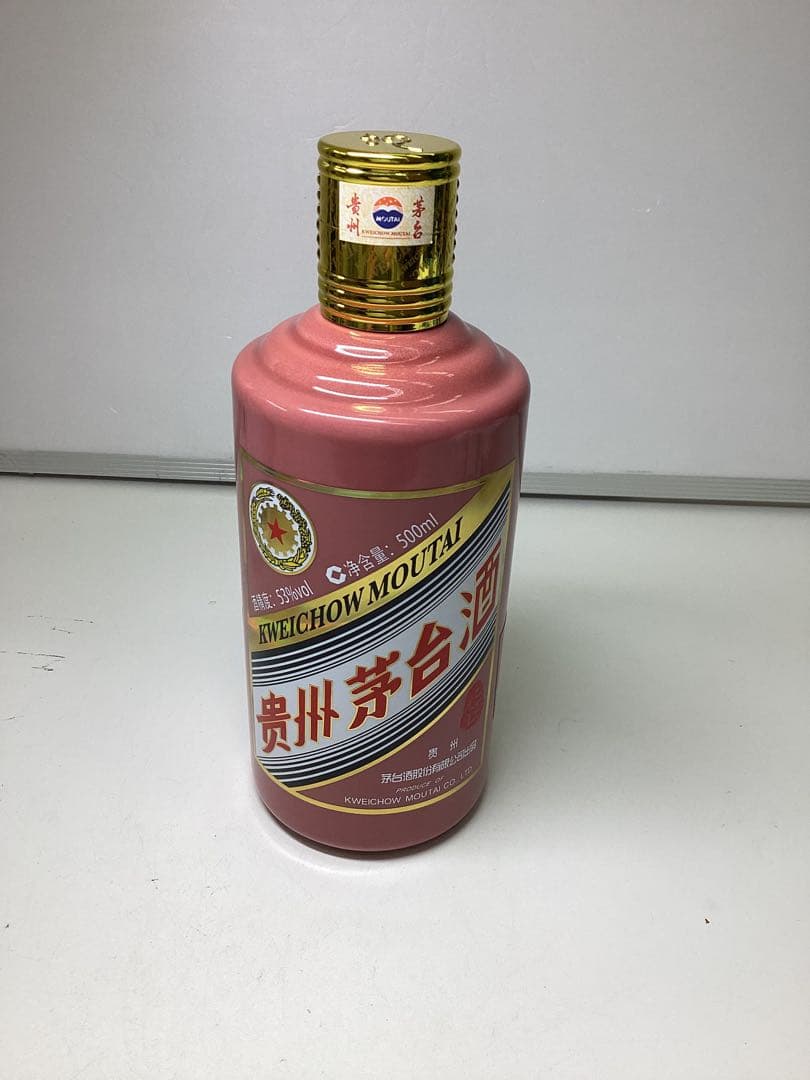 贵州 茅台
MOUTAI
KWEICHOW MOUTAI
酒精度：53%vol 净含量：500ml
KWEICHOW MOUTAI
贵州茅台酒
贵州
茅台酒股份有限公司出品
PRODUCE OF
KWEICHOW MOUTAI CO., LTD.